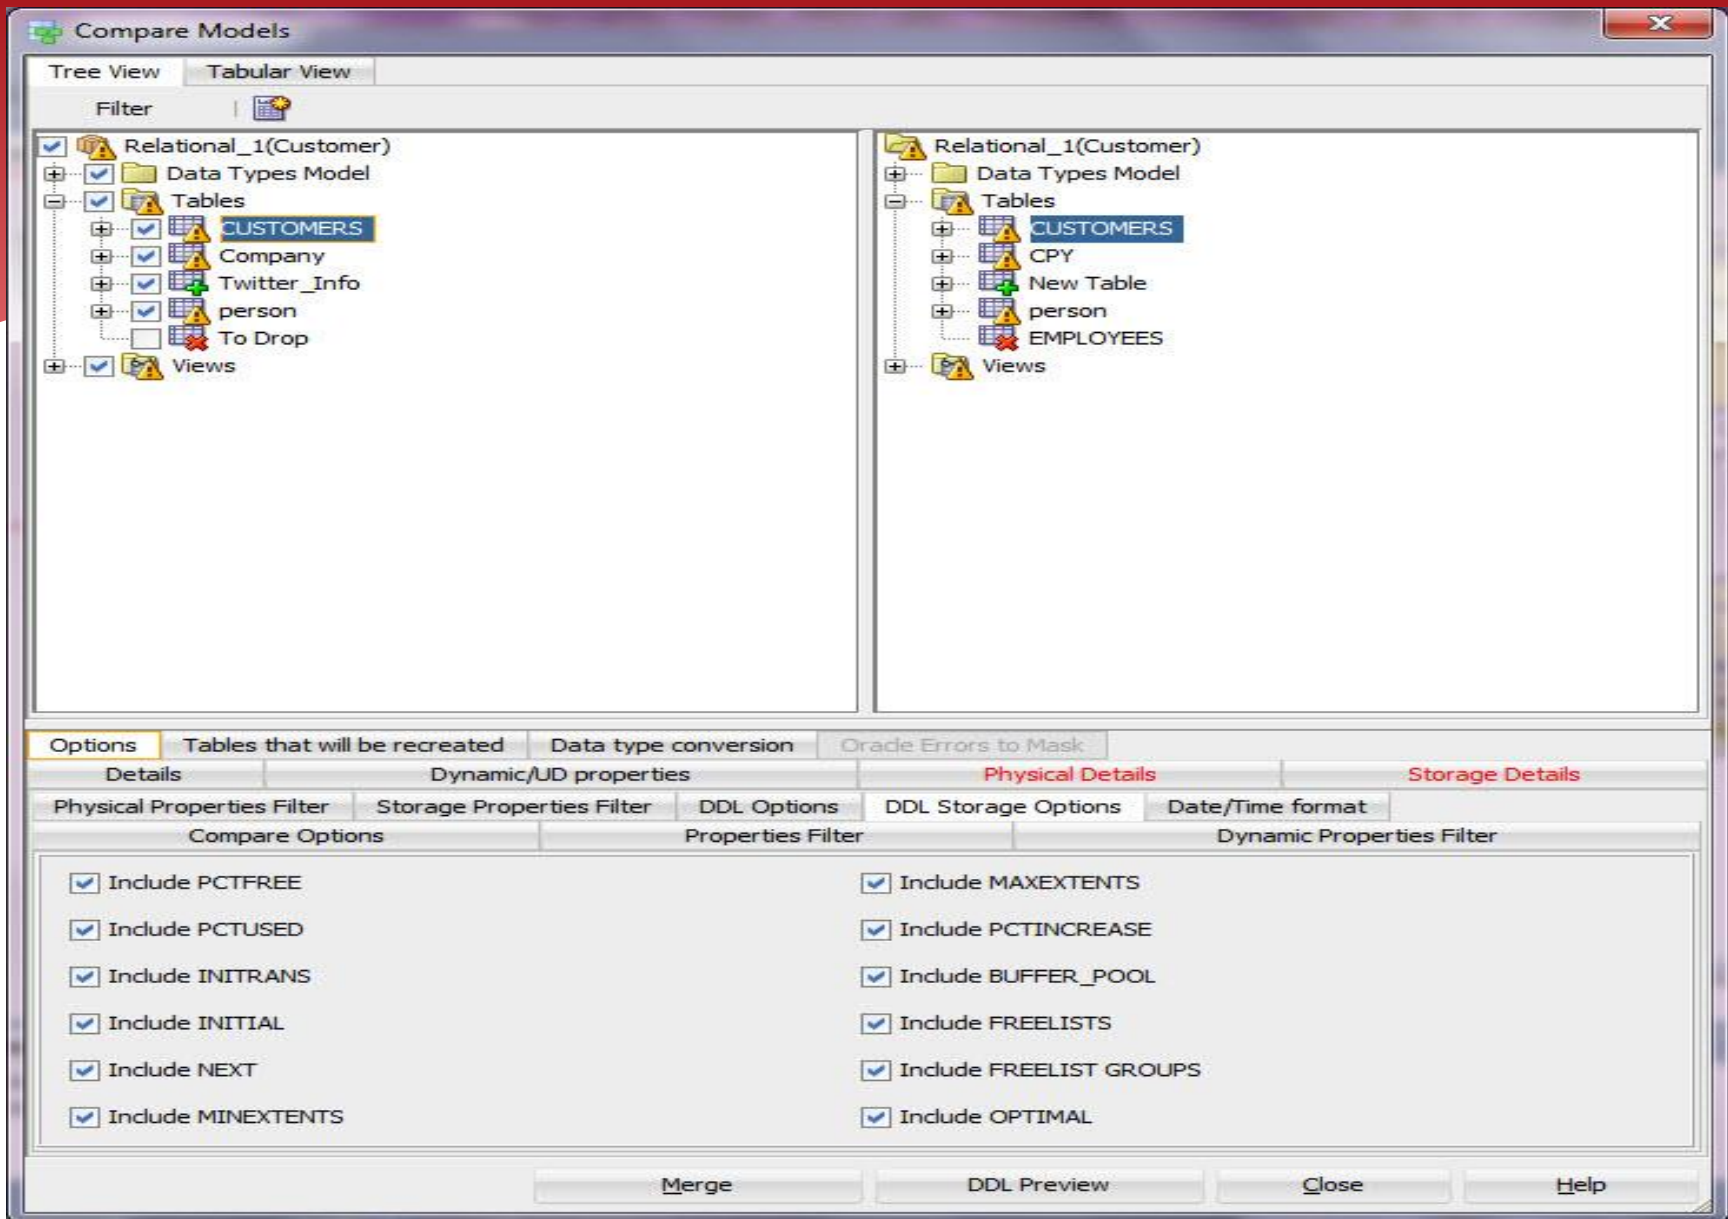 Compare Models
Tree View Tabular View
Filter
Relational_1(Customer)
Data Types Model
Tables
CUSTOMERS
Company
Twitter_Info
person
To Drop
Views
Relational_1(Customer)
Data Types Model
Tables
CUSTOMERS
CPY
New Table
person
EMPLOYEES
Views
Options Tables that will be recreated Data type conversion Oracle Errors to Mask
Details Dynamic/UD properties Physical Details Storage Details
Physical Properties Filter Storage Properties Filter DDL Options DDL Storage Options Date/Time format
Compare Options Properties Filter Dynamic Properties Filter
Include PCTFREE Include MAXEXTENTS
Include PCTUSED Include PCTINCREASE
Include INITRANS Include BUFFER_POOL
Include INITIAL Include FREELISTS
Include NEXT Include FREELIST GROUPS
Include MINEXTENTS Include OPTIMAL
Merge DDL Preview Close Help